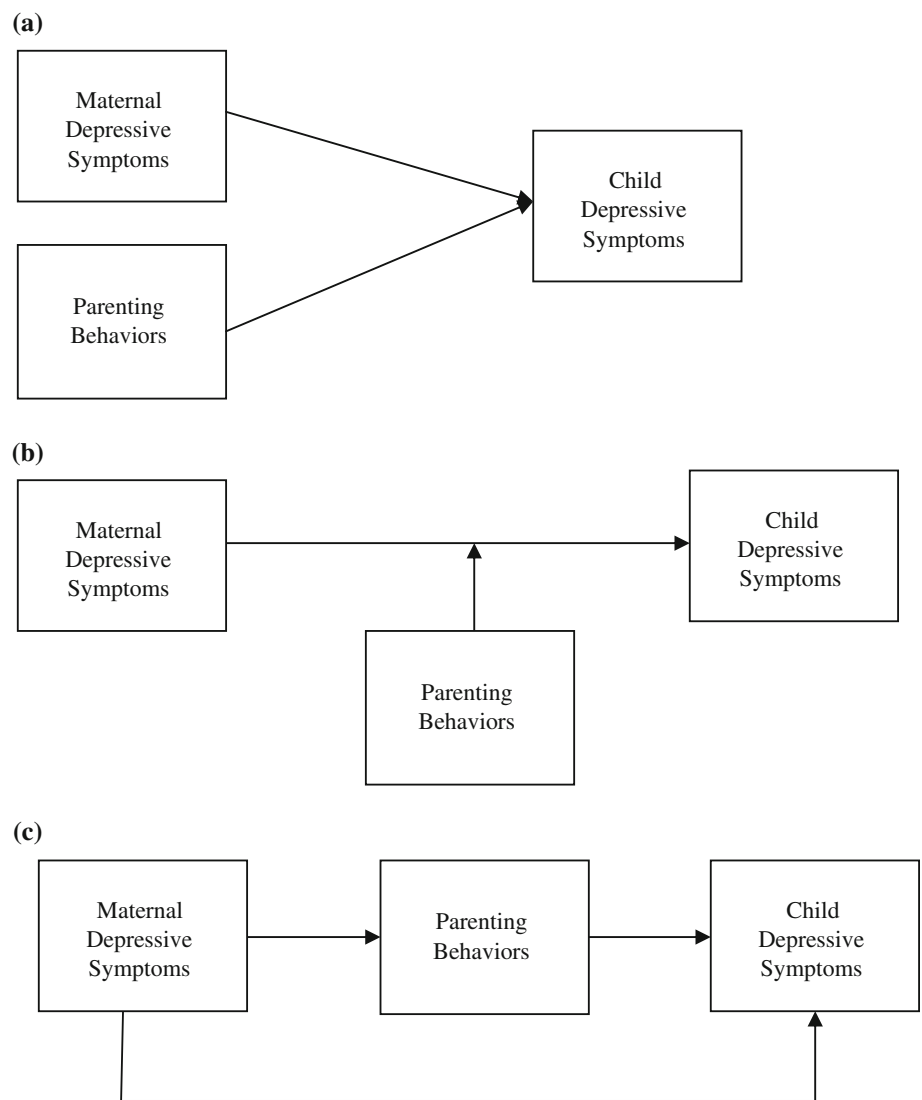 (a)
Maternal
Depressive
Symptoms
Child
Depressive
Symptoms
Parenting
Behaviors
(b)
Maternal
Depressive
Symptoms
Child
Depressive
Symptoms
Parenting
Behaviors
(c)
Maternal
Depressive
Symptoms
Parenting
Behaviors
Child
Depressive
Symptoms